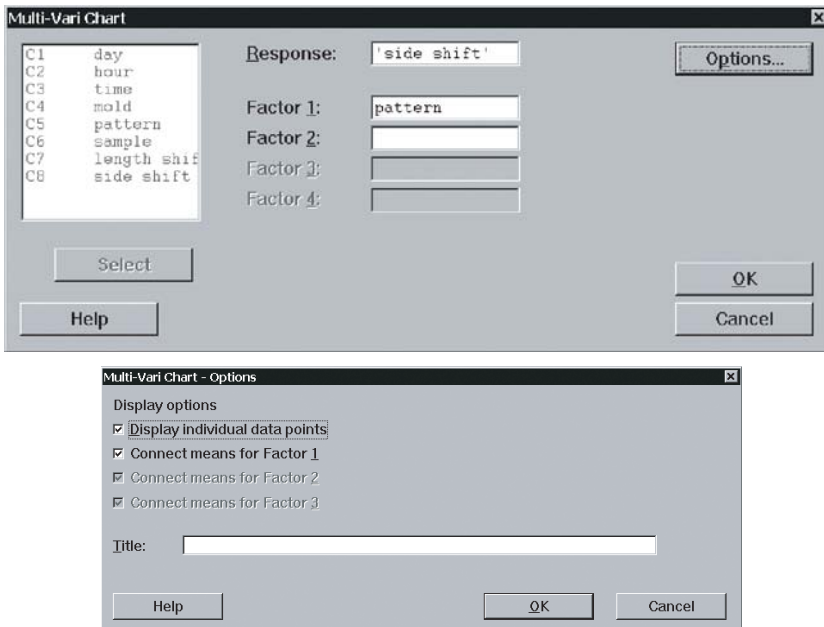 Multi-Vari Chart
C1 day
C2 hour
C3 time
C4 mold
C5 pattern
C6 sample
C7 length shif
C8 side shift
Select
Help
Response: 'side shift'
Factor 1: pattern
Factor 2:
Factor 3:
Factor 4:
Options...
OK
Cancel
Multi-Vari Chart - Options
Display options
Display individual data points
Connect means for Factor 1
Connect means for Factor 2
Connect means for Factor 3
Title:
Help
OK
Cancel